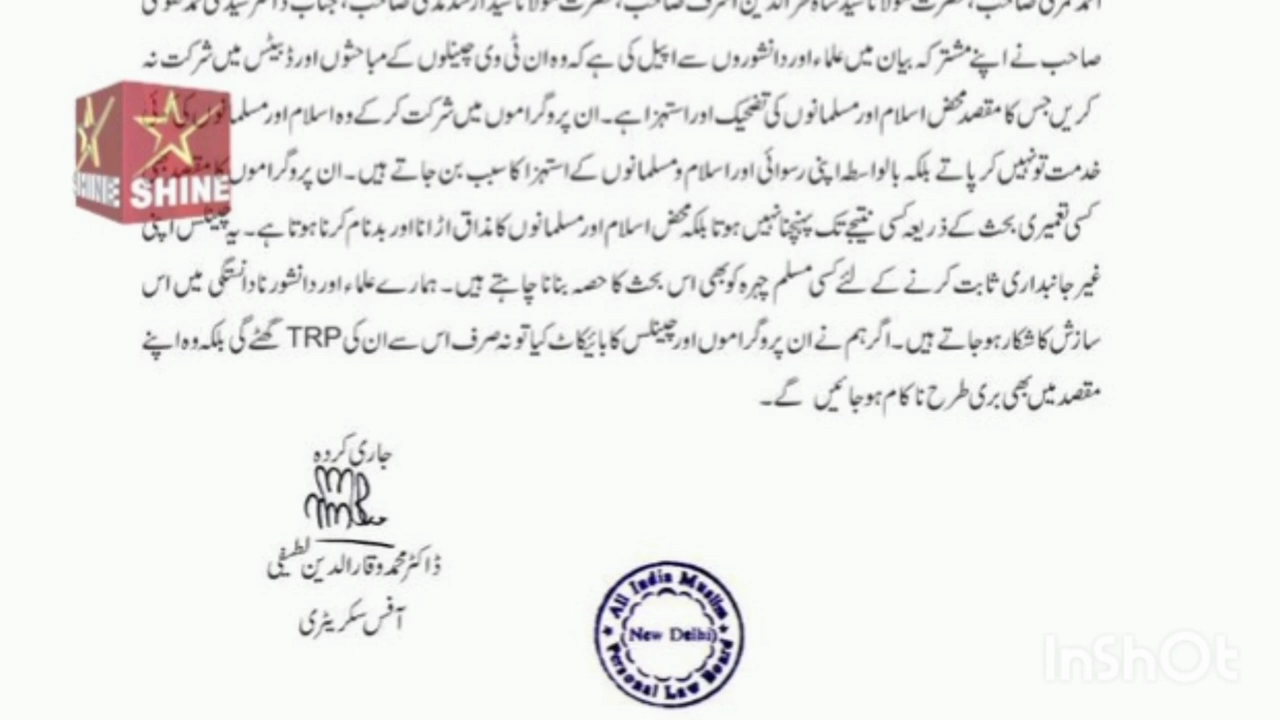 صاحب نے اپنے مشترکہ بیان میں علماء اور دانشوروں سے اپیل کی ہے کہ وہ ان ٹی وی چینلوں کے مباحثوں اور ڈبیٹس میں شرکت نہ
کریں جس کا مقصد محض اسلام اور مسلمانوں کی تضحیک اور استہزا ہے۔ ان پروگراموں میں شرکت کر کے وہ اسلام اور مسلمانوں کی
خدمت تو نہیں کر پاتے بلکہ بالواسطہ اپنی رسوائی اور اسلام و مسلمانوں کے استہزا کا سبب بن جاتے ہیں۔ ان پروگراموں کا مقصد
کسی تعمیری بحث کے ذریعہ کسی نتیجے تک پہنچنا نہیں ہوتا بلکہ محض اسلام اور مسلمانوں کا مذاق اڑانا اور بدنام کرنا ہوتا ہے۔ یہ چینلس اپنی
غیر جانبداری ثابت کرنے کے لئے کسی مسلم چہرہ کو بھی اس بحث کا حصہ بنانا چاہتے ہیں۔ ہمارے علماء اور دانشور نادانستگی میں اس
سازش کا شکار ہو جاتے ہیں۔ اگر ہم نے ان پروگراموں اور چینلس کا بائیکاٹ کیا تو نہ صرف اس سے ان کی TRP گھٹے گی بلکہ وہ اپنے
مقصد میں بھی بری طرح ناکام ہو جائیں گے۔
SHINE
SHINE
جاری کردہ
ڈاکٹر محمد وقار الدین لطیفی
آفس سکریٹری
All India Muslim
New Delhi
Personal Law Board
InShOt